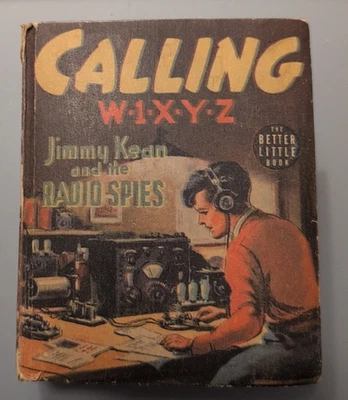 CALLING
W·1·X·Y·Z
Jimmy Kean
and the
RADIO SPIES
THE
BETTER
LITTLE
BOOK